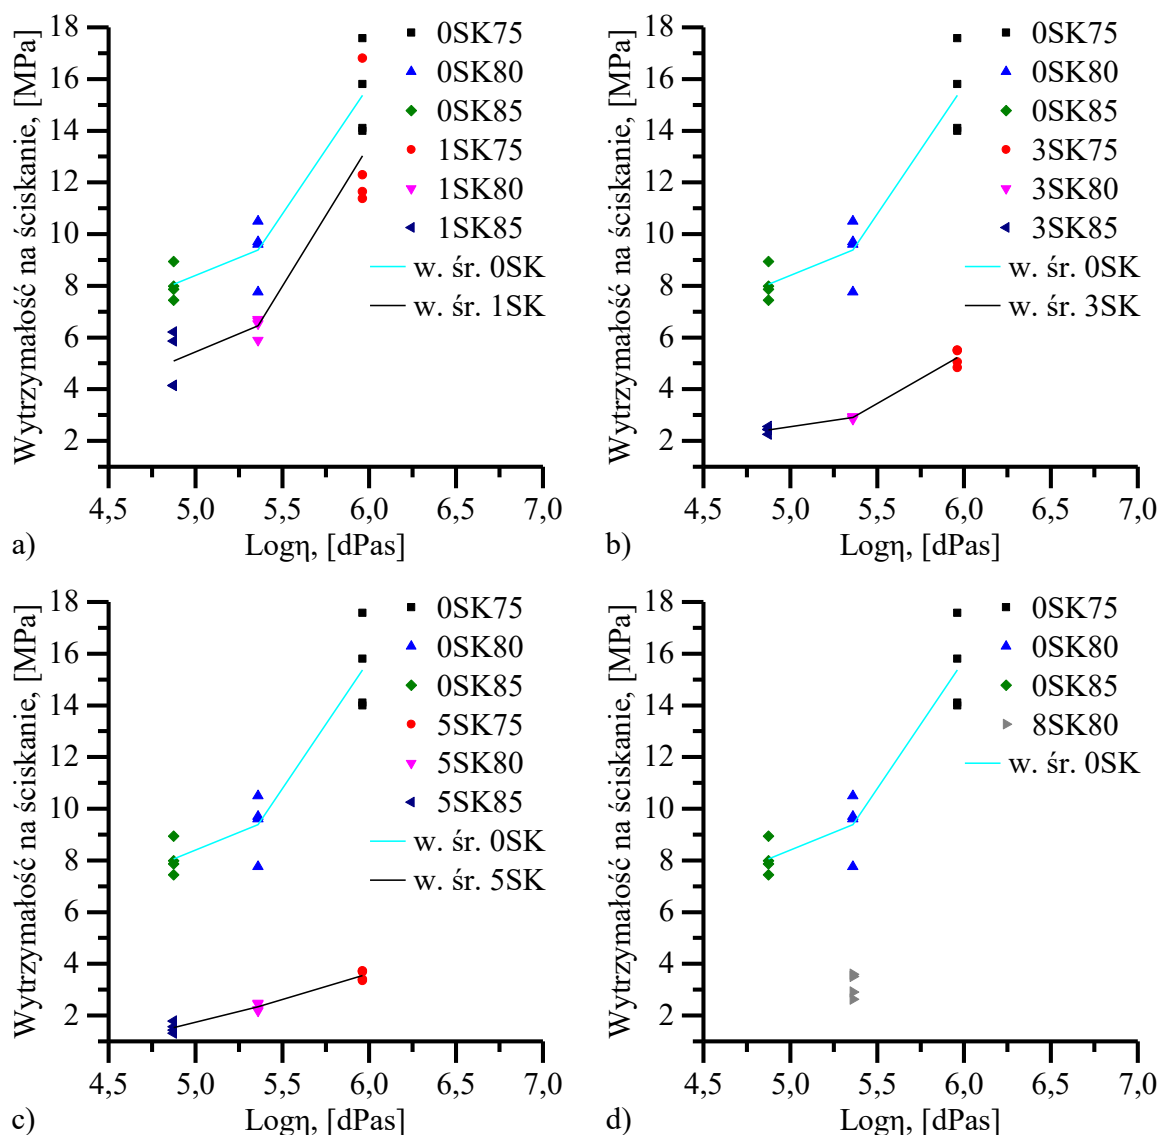 18
16
14
12
10
8
6
4
2
Wytrzymałość na ściskanie, [MPa]
0SK75
0SK80
0SK85
1SK75
1SK80
1SK85
w. śr. 0SK
w. śr. 1SK
4,5 5,0 5,5 6,0 6,5 7,0
a) Logη, [dPas]
18
16
14
12
10
8
6
4
2
Wytrzymałość na ściskanie, [MPa]
0SK75
0SK80
0SK85
3SK75
3SK80
3SK85
w. śr. 0SK
w. śr. 3SK
4,5 5,0 5,5 6,0 6,5 7,0
b) Logη, [dPas]
18
16
14
12
10
8
6
4
2
Wytrzymałość na ściskanie, [MPa]
0SK75
0SK80
0SK85
5SK75
5SK80
5SK85
w. śr. 0SK
w. śr. 5SK
4,5 5,0 5,5 6,0 6,5 7,0
c) Logη, [dPas]
18
16
14
12
10
8
6
4
2
Wytrzymałość na ściskanie, [MPa]
0SK75
0SK80
0SK85
8SK80
w. śr. 0SK
4,5 5,0 5,5 6,0 6,5 7,0
d) Logη, [dPas]